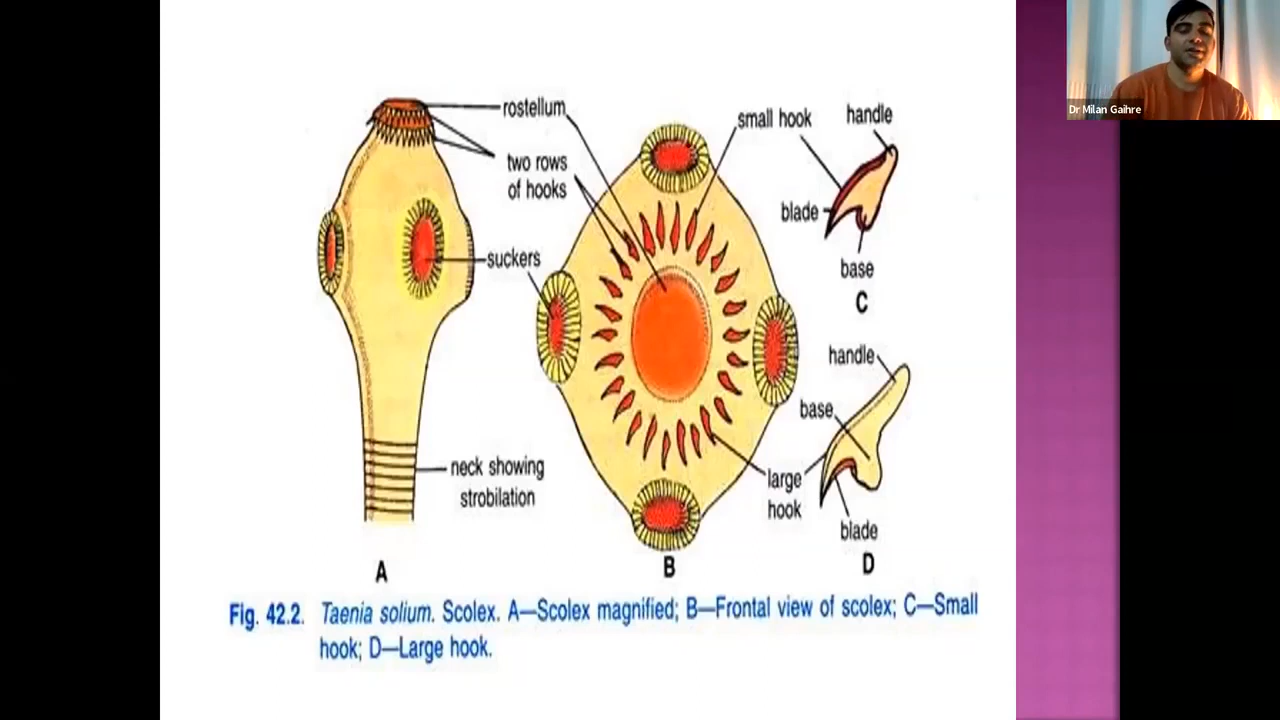 Dr Milan Gaihre
rostellum
small hook
handle
two rows
of hooks
blade
suckers
base
C
handle
base
neck showing
strobilation
large
hook
blade
A
B
D
Fig. 42.2. Taenia solium. Scolex. A—Scolex magnified; B—Frontal view of scolex; C—Small
hook; D—Large hook.